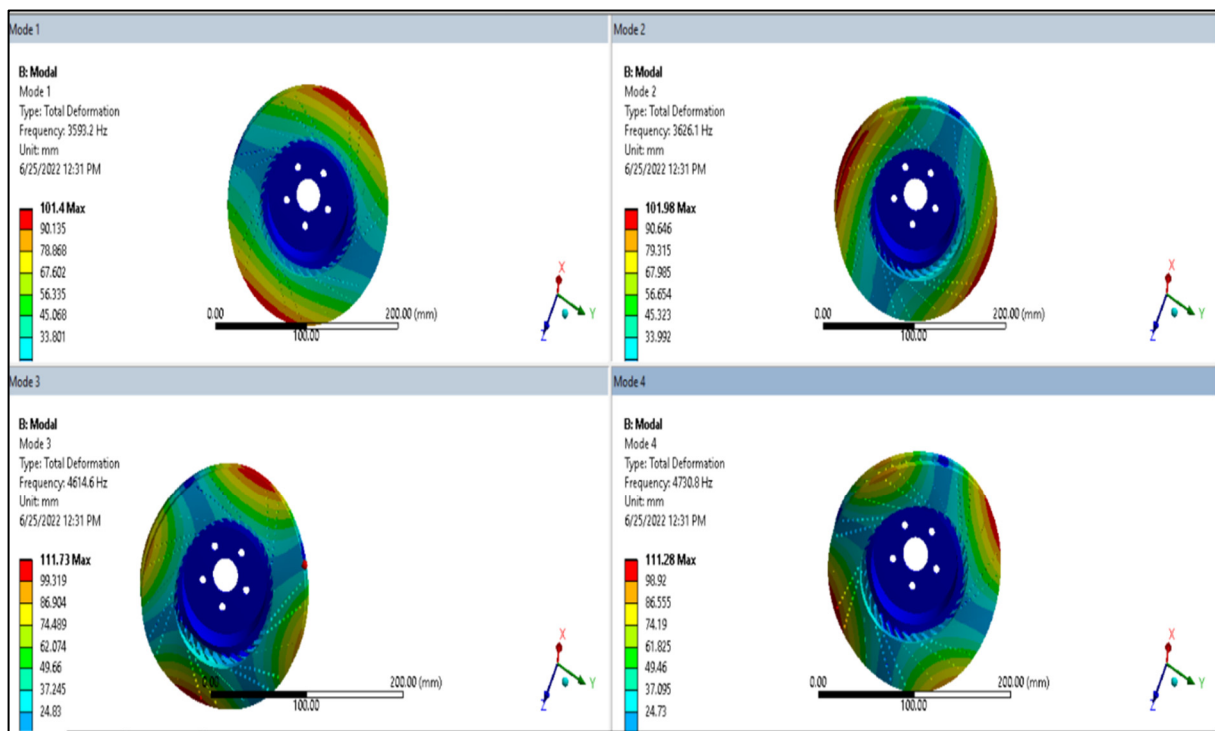 Mode 1
B: Modal
Mode 1
Type: Total Deformation
Frequency: 3593.2 Hz
Unit: mm
6/25/2022 12:31 PM
101.4 Max
90.135
78.868
67.602
56.335
45.068
33.801
0.00
200.00 (mm)
100.00
X
Y
Z
Mode 2
B: Modal
Mode 2
Type: Total Deformation
Frequency: 3626.1 Hz
Unit: mm
6/25/2022 12:31 PM
101.98 Max
90.646
79.315
67.985
56.654
45.323
33.992
0.00
200.00 (mm)
100.00
X
Y
Z
Mode 3
B: Modal
Mode 3
Type: Total Deformation
Frequency: 4614.6 Hz
Unit: mm
6/25/2022 12:31 PM
111.73 Max
99.319
86.904
74.489
62.074
49.66
37.245
24.83
0.00
200.00 (mm)
100.00
X
Y
Z
Mode 4
B: Modal
Mode 4
Type: Total Deformation
Frequency: 4730.8 Hz
Unit: mm
6/25/2022 12:31 PM
111.28 Max
98.92
86.555
74.19
61.825
49.46
37.095
24.73
0.00
200.00 (mm)
100.00
X
Y
Z